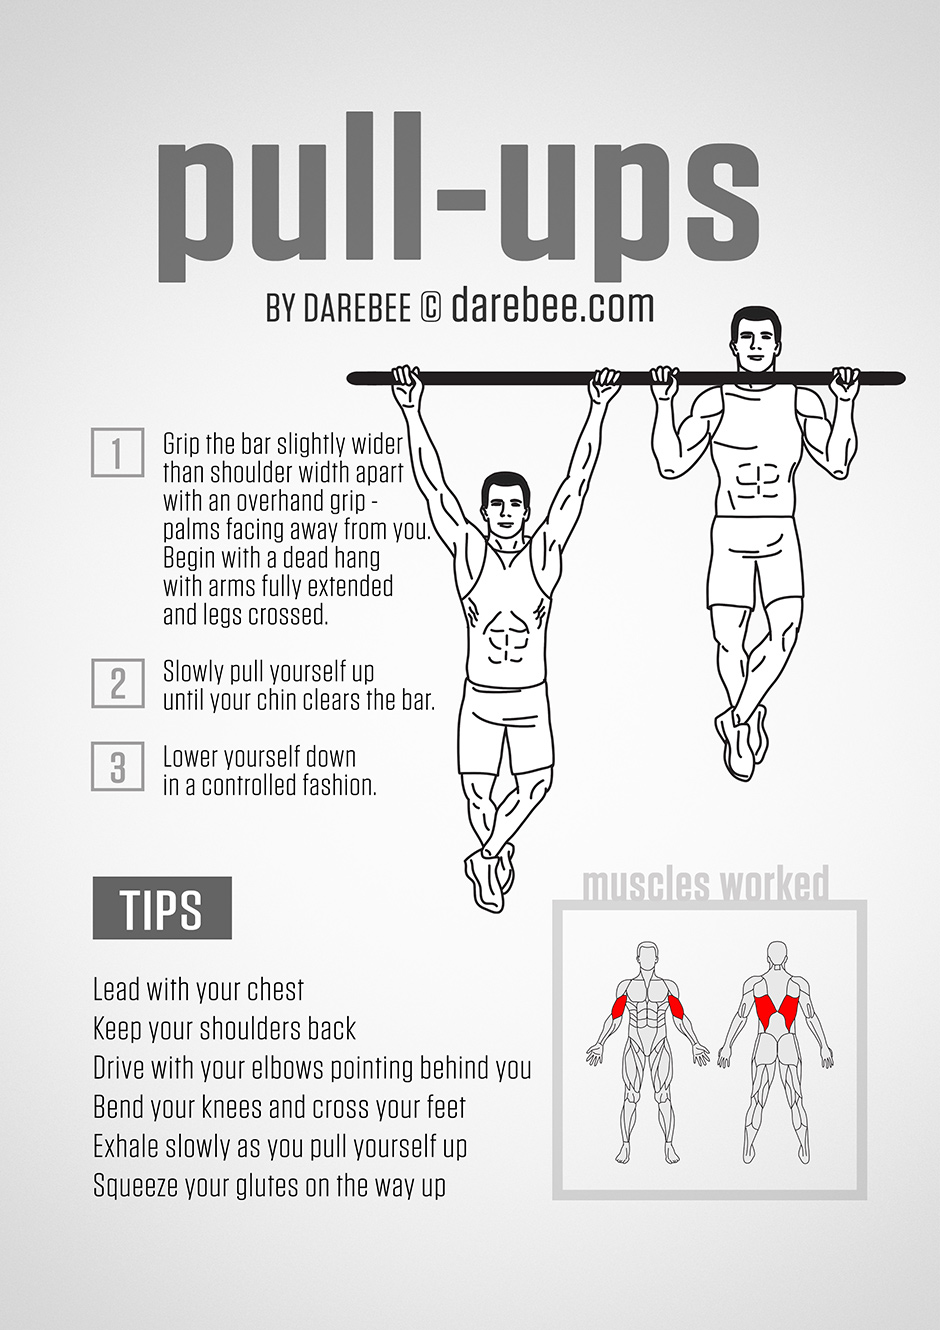 pull-ups
BY DAREBEE © darebee.com
1
Grip the bar slightly wider
than shoulder width apart
with an overhand grip -
palms facing away from you.
Begin with a dead hang
with arms fully extended
and legs crossed.
2
Slowly pull yourself up
until your chin clears the bar.
3
Lower yourself down
in a controlled fashion.
TIPS
Lead with your chest
Keep your shoulders back
Drive with your elbows pointing behind you
Bend your knees and cross your feet
Exhale slowly as you pull yourself up
Squeeze your glutes on the way up
muscles worked